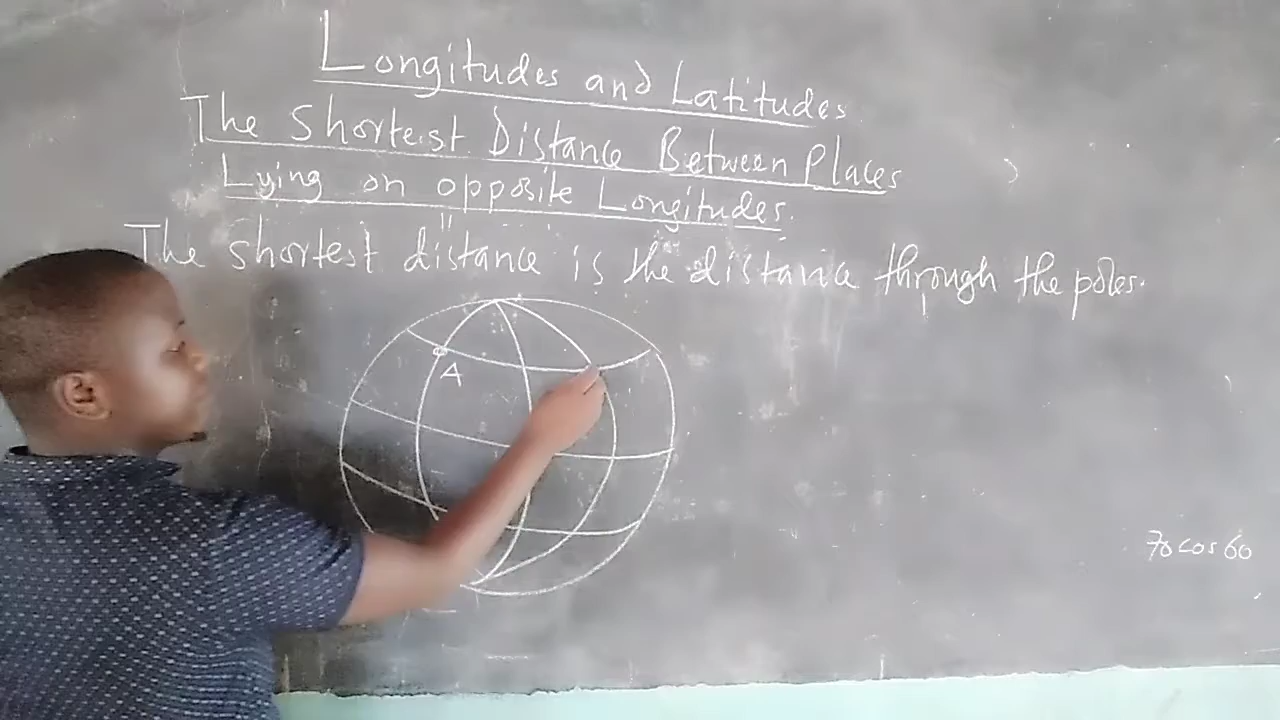 Longitudes and Latitudes
The Shortest Distance Between Places
Lying on opposite Longitudes.
The shortest distance is the distance through the poles.
A
70 cos 60